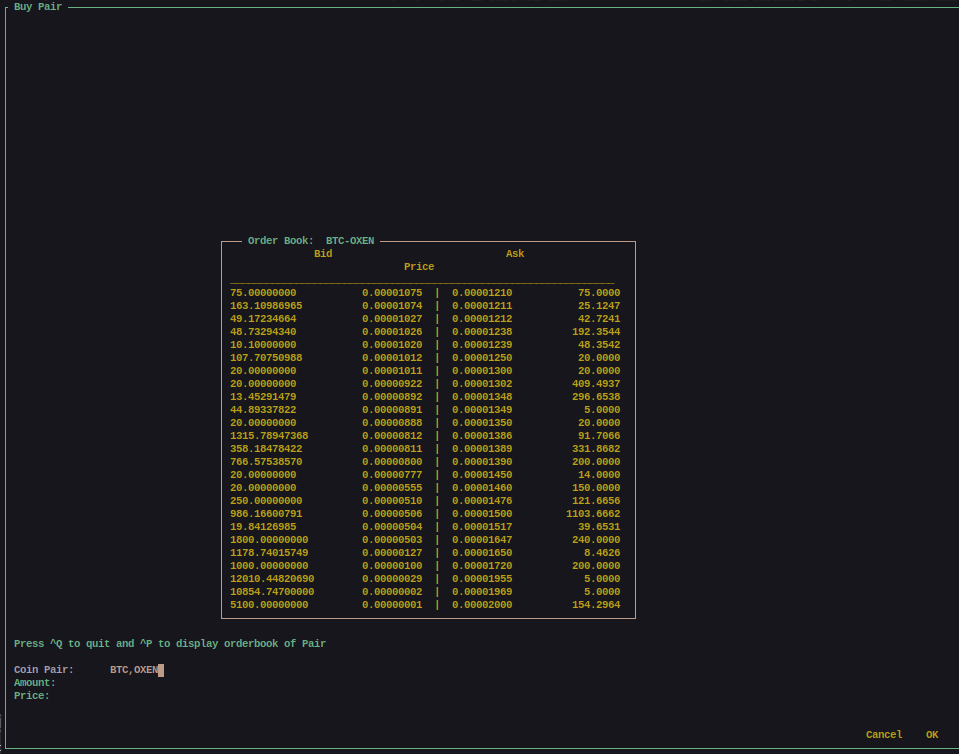 Buy Pair
Order Book:  BTC-OXEN
Bid Ask
Price
75.00000000 0.00001075 | 0.00001210 75.0000
163.10986965 0.00001074 | 0.00001211 25.1247
49.17234664 0.00001027 | 0.00001212 42.7241
48.73294340 0.00001026 | 0.00001238 192.3544
10.10000000 0.00001020 | 0.00001239 48.3542
107.70750988 0.00001012 | 0.00001250 20.0000
20.00000000 0.00001011 | 0.00001300 20.0000
20.00000000 0.00000922 | 0.00001302 409.4937
13.45291479 0.00000892 | 0.00001348 296.6538
44.89337822 0.00000891 | 0.00001349 5.0000
20.00000000 0.00000888 | 0.00001350 20.0000
1315.78947368 0.00000812 | 0.00001386 91.7066
358.18478422 0.00000811 | 0.00001389 331.8682
766.57538570 0.00000800 | 0.00001390 200.0000
20.00000000 0.00000777 | 0.00001450 14.0000
20.00000000 0.00000555 | 0.00001460 150.0000
250.00000000 0.00000510 | 0.00001476 121.6656
986.16600791 0.00000506 | 0.00001500 1103.6662
19.84126985 0.00000504 | 0.00001517 39.6531
1800.00000000 0.00000503 | 0.00001647 240.0000
1178.74015749 0.00000127 | 0.00001650 8.4626
1000.00000000 0.00000100 | 0.00001720 200.0000
12010.44820690 0.00000029 | 0.00001955 5.0000
10854.74700000 0.00000002 | 0.00001969 5.0000
5100.00000000 0.00000001 | 0.00002000 154.2964
Press ^Q to quit and ^P to display orderbook of Pair
Coin Pair: BTC,OXEN
Amount:
Price:
Cancel OK